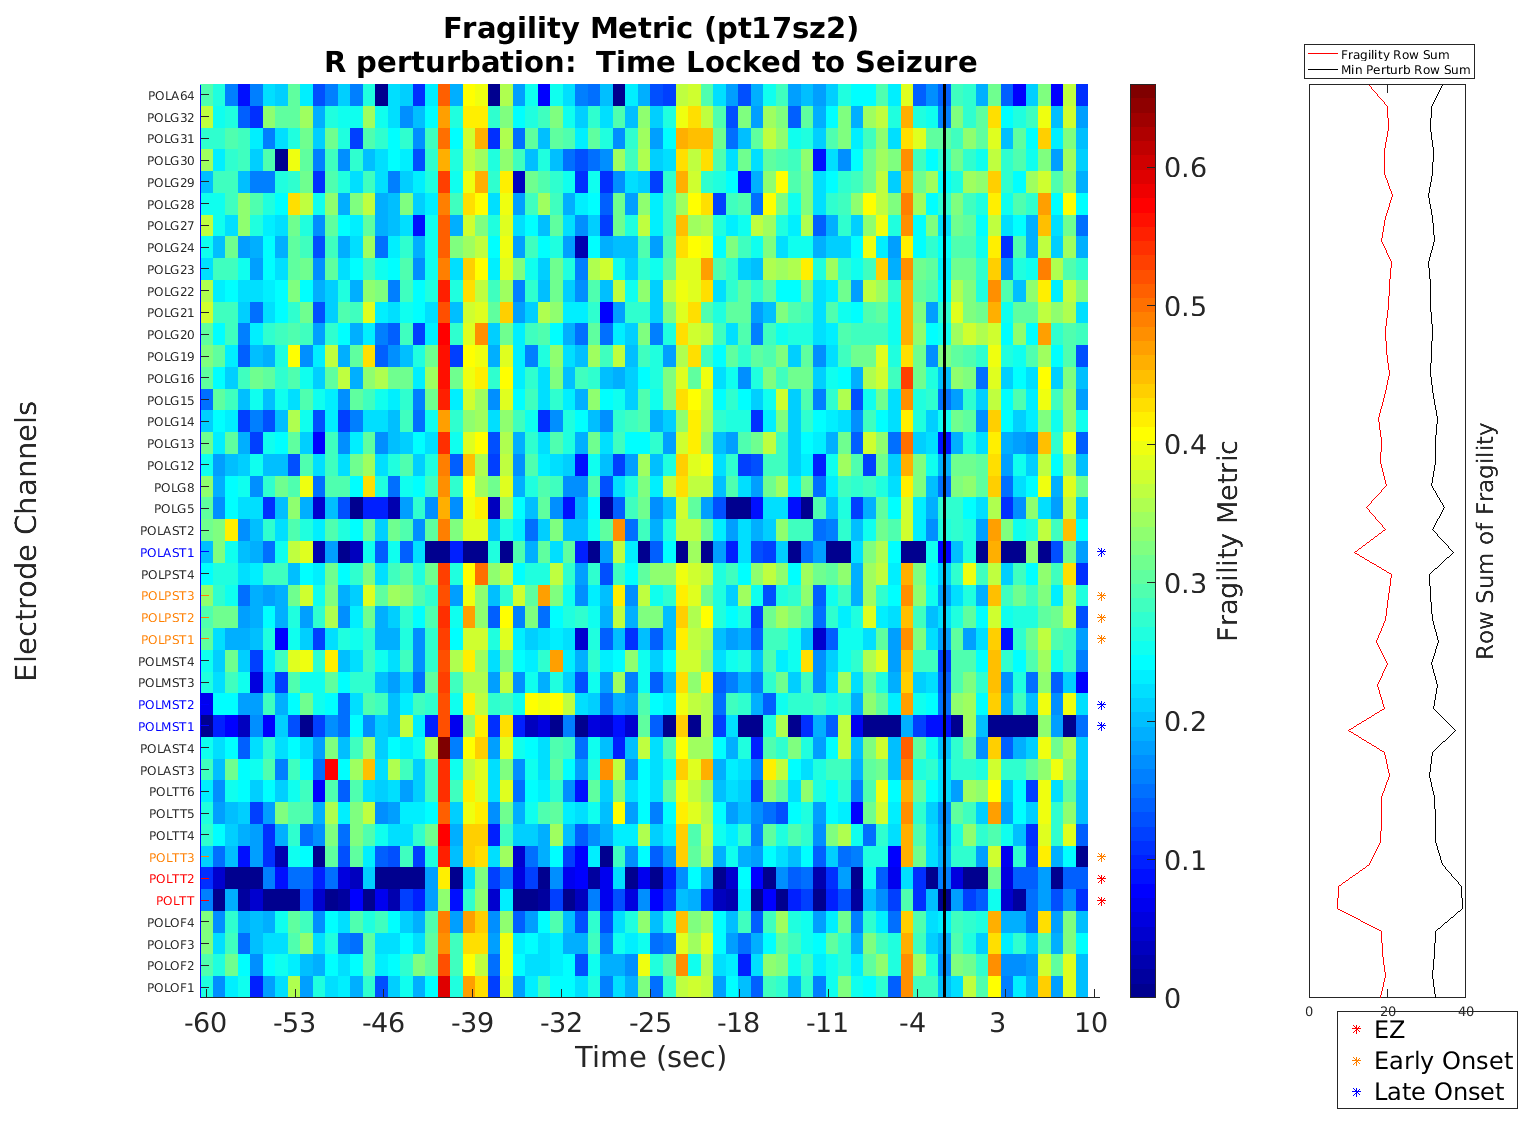 Fragility Metric (pt17sz2)
R perturbation:  Time Locked to Seizure
Fragility Row Sum
Min Perturb Row Sum
Electrode Channels
POLA64
POLG32
POLG31
POLG30
POLG29
POLG28
POLG27
POLG24
POLG23
POLG22
POLG21
POLG20
POLG19
POLG16
POLG15
POLG14
POLG13
POLG12
POLG8
POLG5
POLAST2
POLAST1
POLPST4
POLPST3
POLPST2
POLPST1
POLMST4
POLMST3
POLMST2
POLMST1
POLAST4
POLAST3
POLTT6
POLTT5
POLTT4
POLTT3
POLTT2
POLTT
POLOF4
POLOF3
POLOF2
POLOF1
-60 -53 -46 -39 -32 -25 -18 -11 -4 3 10
Time (sec)
0.6
0.5
0.4
0.3
0.2
0.1
0
Fragility Metric
0 20 40
Row Sum of Fragility
EZ
Early Onset
Late Onset